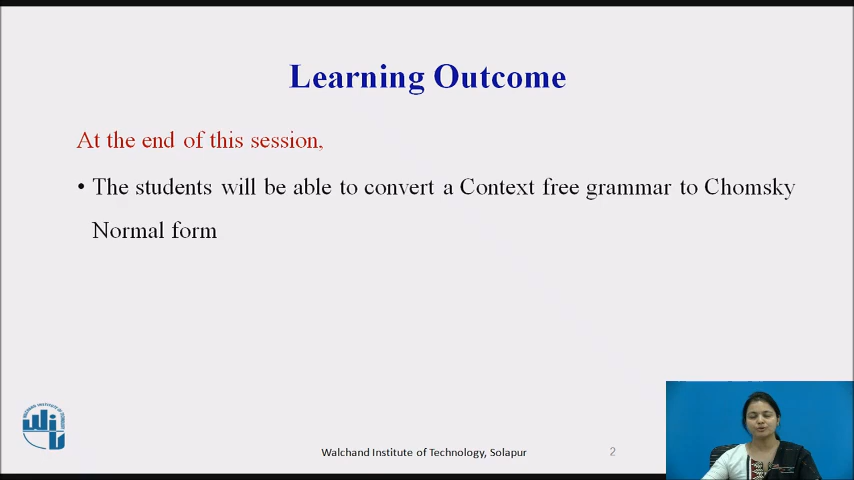 Learning Outcome
At the end of this session,
• The students will be able to convert a Context free grammar to Chomsky
Normal form
Walchand Institute of Technology, Solapur
2